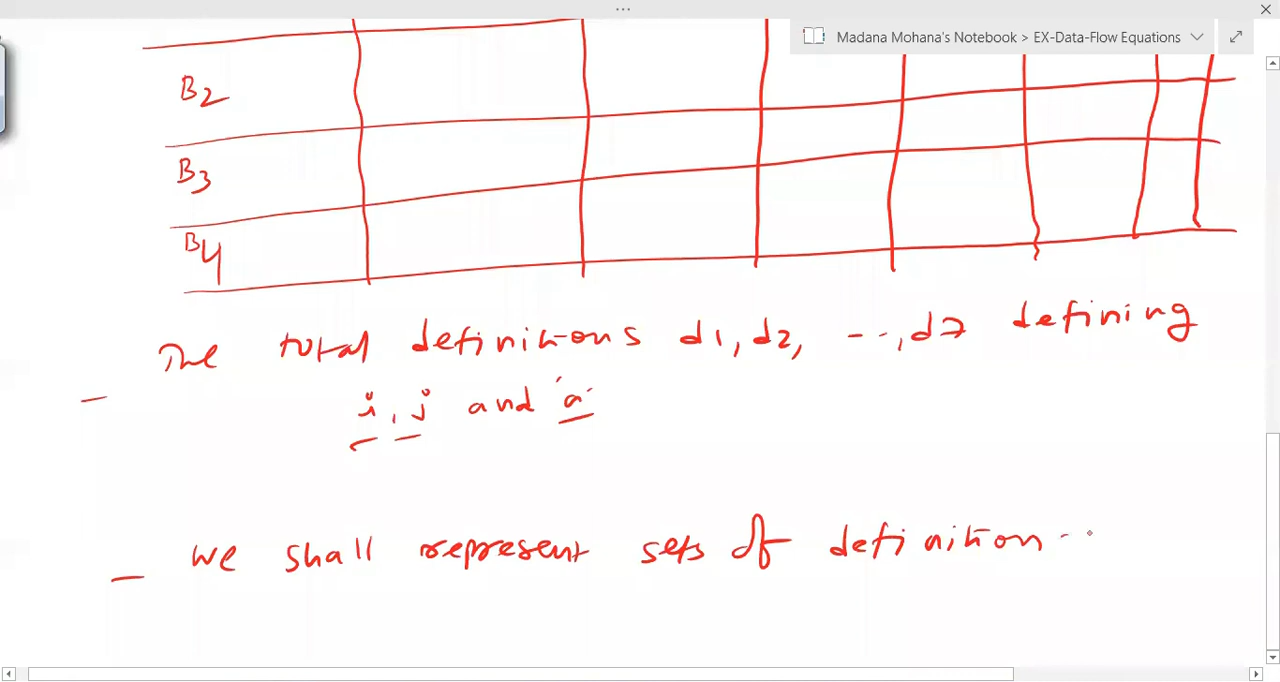 ...
Madana Mohana's Notebook > EX-Data-Flow Equations
B2
B3
B4
The total definitions d1, d2, ---, d7 defining
- i, j and 'a'
- we shall represent sets of definition -